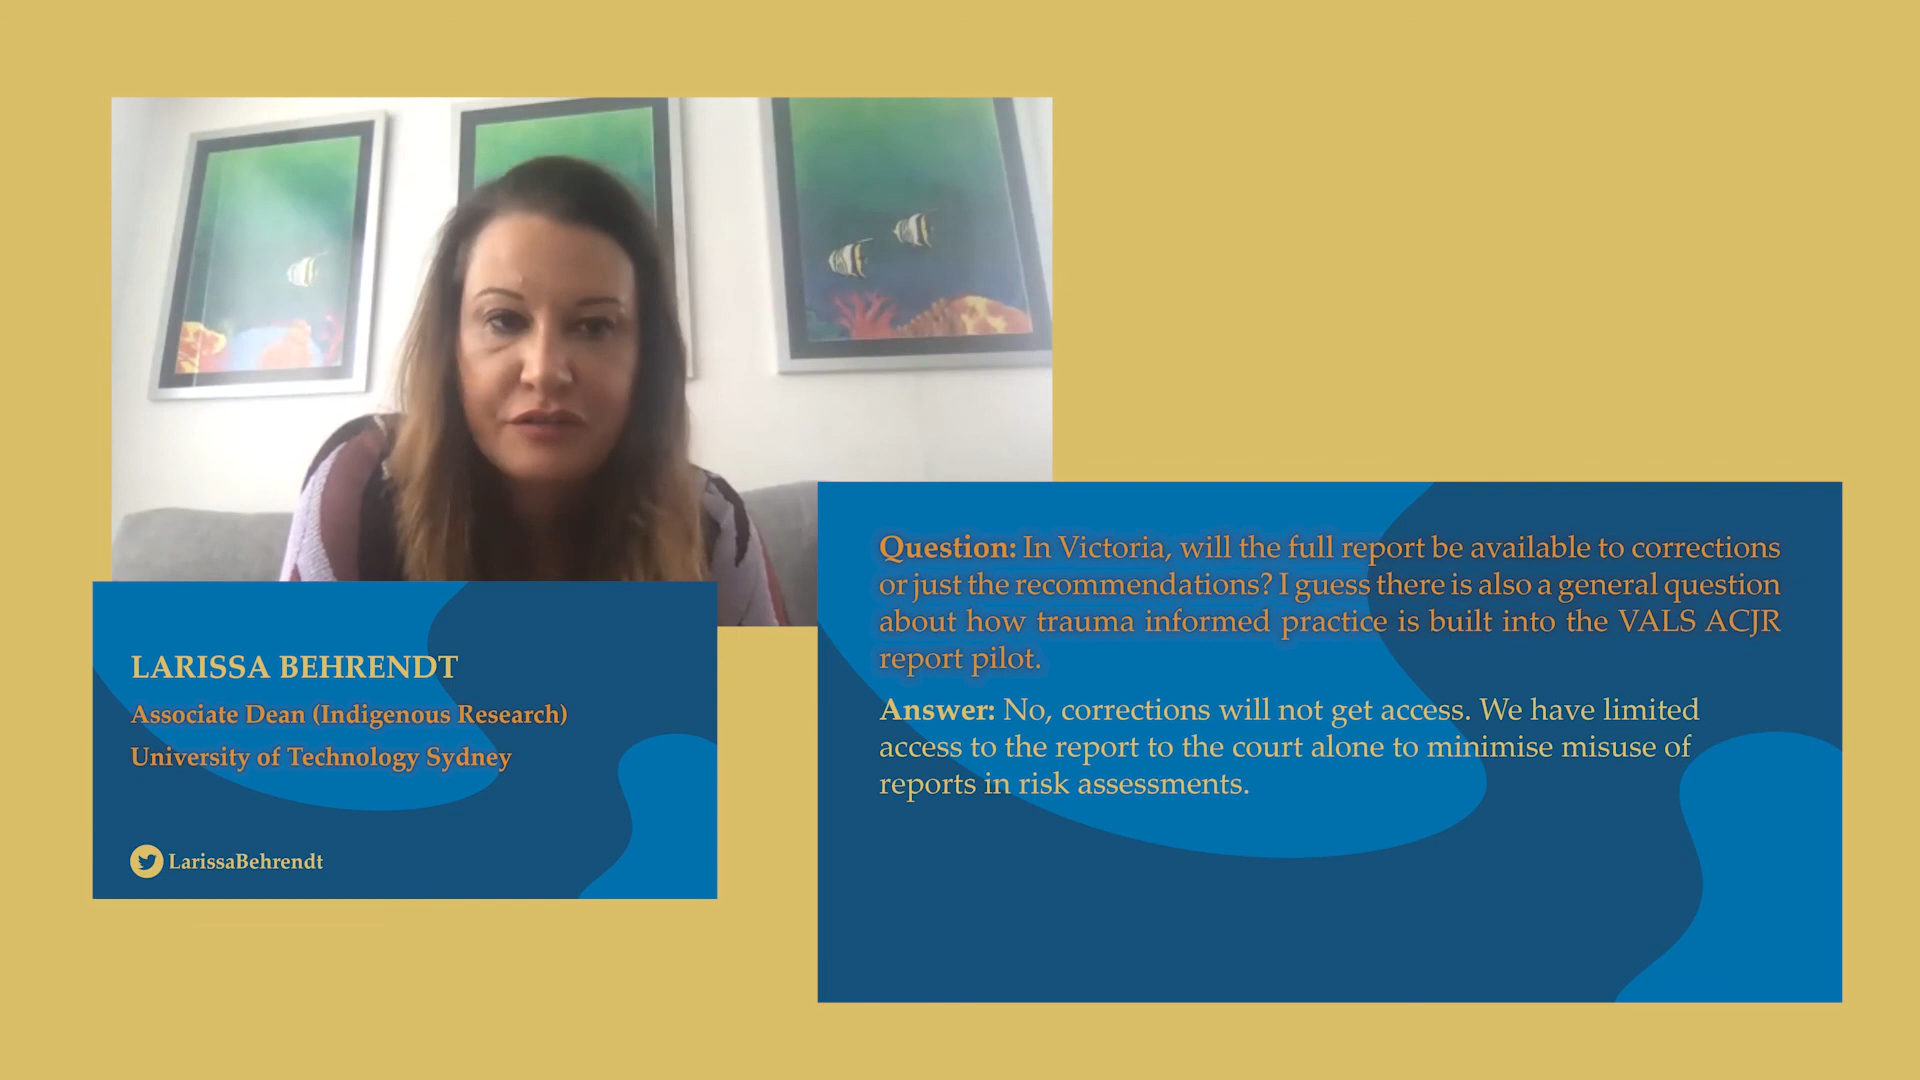 LARISSA BEHRENDT
Associate Dean (Indigenous Research)
University of Technology Sydney
LarissaBehrendt
Question: In Victoria, will the full report be available to corrections
or just the recommendations? I guess there is also a general question
about how trauma informed practice is built into the VALS ACJR
report pilot.
Answer: No, corrections will not get access. We have limited
access to the report to the court alone to minimise misuse of
reports in risk assessments.